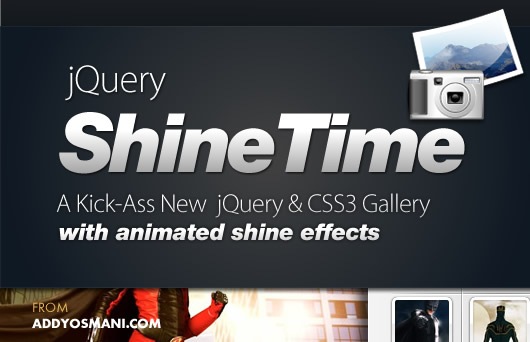 jQuery
ShineTime
A Kick-Ass New jQuery & CSS3 Gallery
with animated shine effects
FROM
ADDYOSMANI.COM